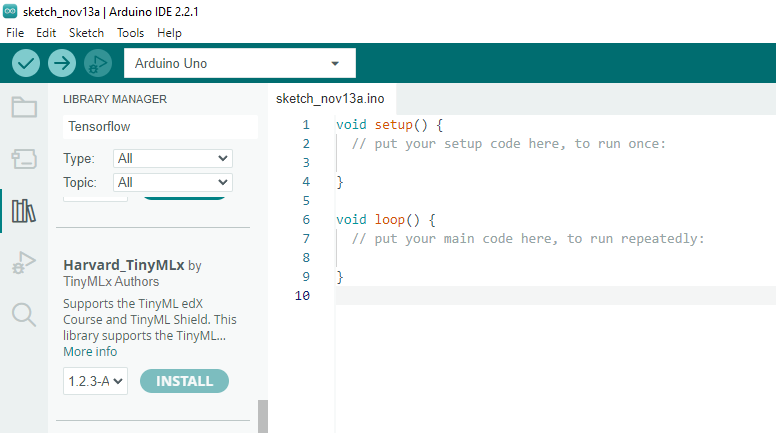 sketch_nov13a | Arduino IDE 2.2.1
File Edit Sketch Tools Help
Arduino Uno
LIBRARY MANAGER
Tensorflow
Type: All
Topic: All
Harvard_TinyMLx by
TinyMLx Authors
Supports the TinyML edX
Course and TinyML Shield. This
library supports the TinyML...
More info
1.2.3-A
INSTALL
sketch_nov13a.ino
1 void setup() {
2 // put your setup code here, to run once:
3
4 }
5
6 void loop() {
7 // put your main code here, to run repeatedly:
8
9 }
10